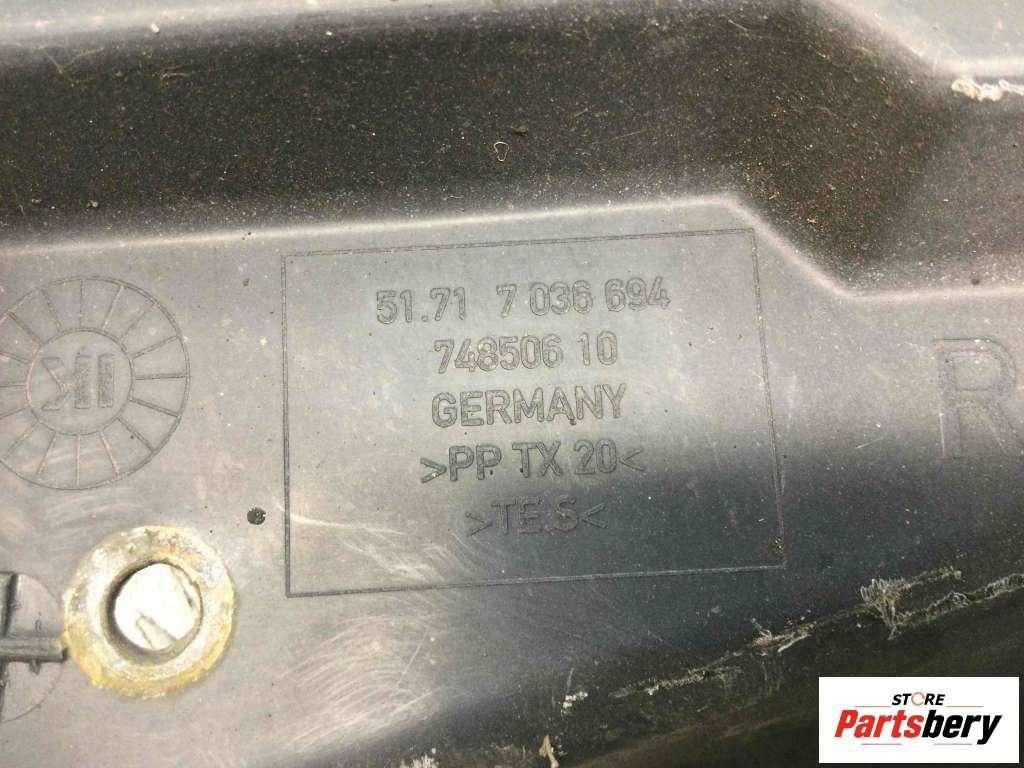 51.71 7 036 694
748506 10
GERMANY
>PP TX 20<
>TE.S<
R
STORE
Partsbery